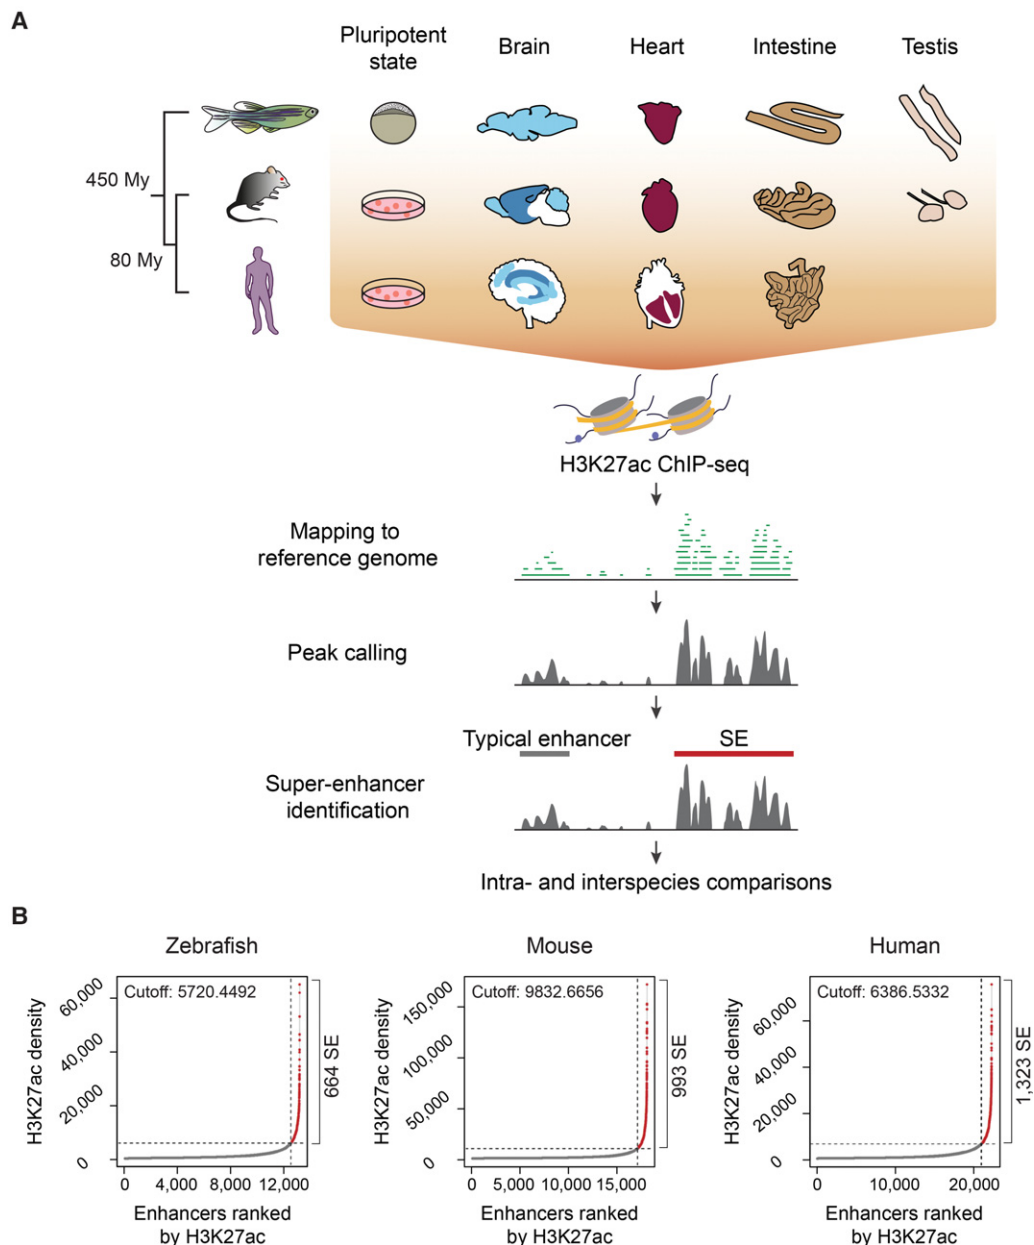 A
Pluripotent
state
Brain
Heart
Intestine
Testis
450 My
80 My
H3K27ac ChIP-seq
Mapping to
reference genome
Peak calling
Typical enhancer
SE
Super-enhancer
identification
Intra- and interspecies comparisons
B
Zebrafish
Cutoff: 5720.4492
H3K27ac density
60,000
40,000
20,000
0
0
4,000
8,000
12,000
664 SE
Enhancers ranked
by H3K27ac
Mouse
Cutoff: 9832.6656
H3K27ac density
150,000
100,000
50,000
0
0
5,000
10,000
15,000
993 SE
Enhancers ranked
by H3K27ac
Human
Cutoff: 6386.5332
H3K27ac density
60,000
40,000
20,000
0
0
10,000
20,000
1,323 SE
Enhancers ranked
by H3K27ac